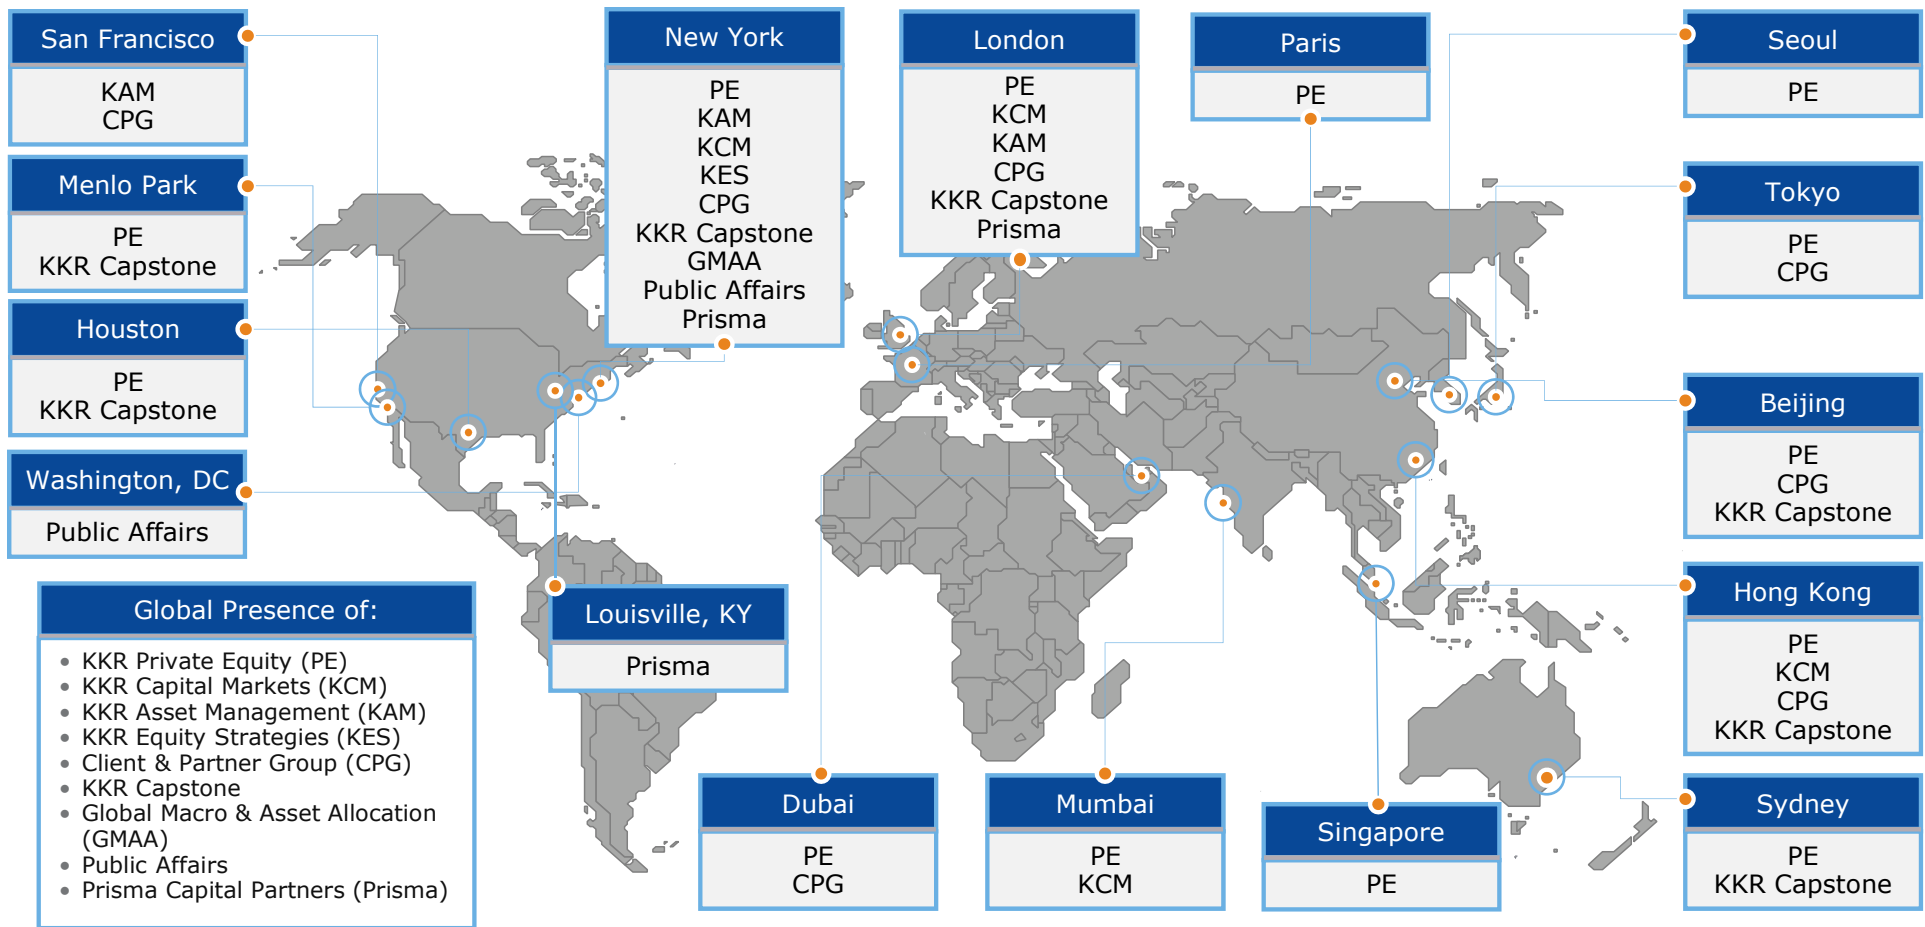 San Francisco
KAM
CPG
Menlo Park
PE
KKR Capstone
Houston
PE
KKR Capstone
Washington, DC
Public Affairs
Global Presence of:
• KKR Private Equity (PE)
• KKR Capital Markets (KCM)
• KKR Asset Management (KAM)
• KKR Equity Strategies (KES)
• Client & Partner Group (CPG)
• KKR Capstone
• Global Macro & Asset Allocation
(GMAA)
• Public Affairs
• Prisma Capital Partners (Prisma)
New York
PE
KAM
KCM
KES
CPG
KKR Capstone
GMAA
Public Affairs
Prisma
Louisville, KY
Prisma
London
PE
KCM
KAM
CPG
KKR Capstone
Prisma
Paris
PE
Dubai
PE
CPG
Mumbai
PE
KCM
Singapore
PE
Seoul
PE
Tokyo
PE
CPG
Beijing
PE
CPG
KKR Capstone
Hong Kong
PE
KCM
CPG
KKR Capstone
Sydney
PE
KKR Capstone